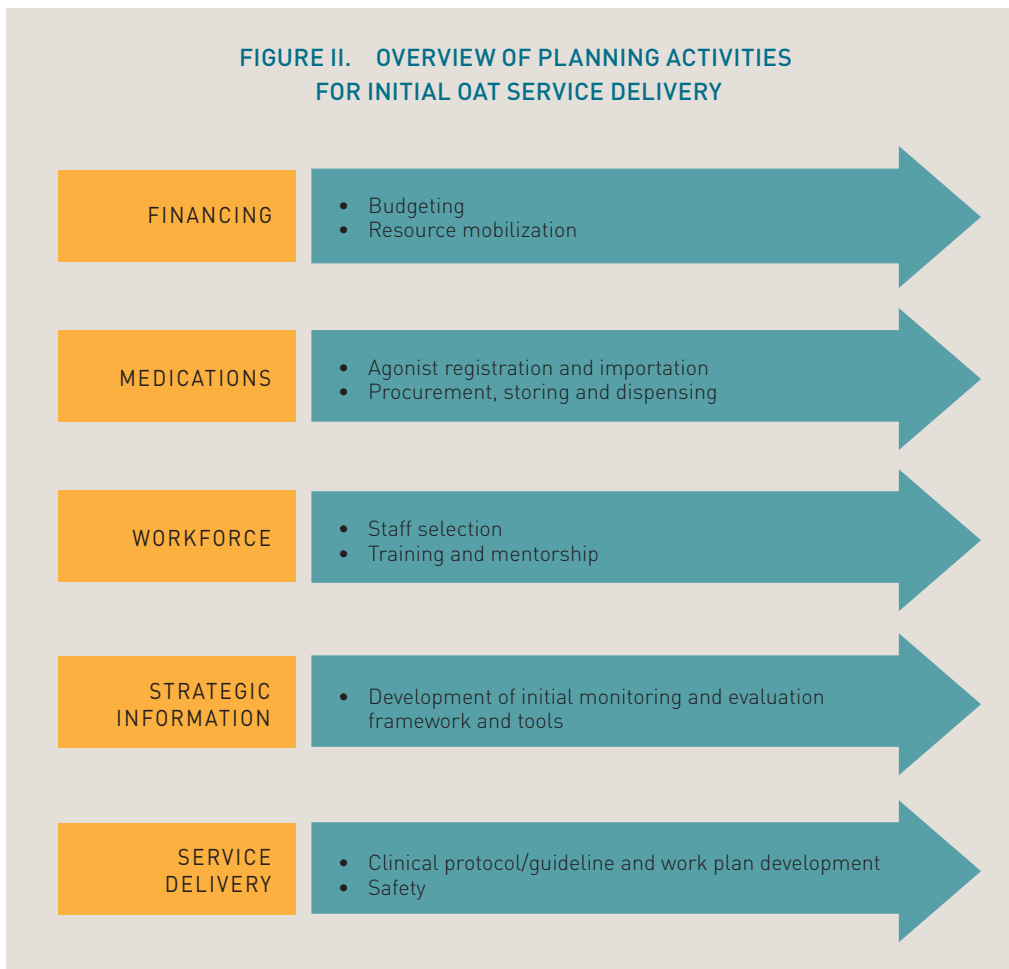 FIGURE II. OVERVIEW OF PLANNING ACTIVITIES
FOR INITIAL OAT SERVICE DELIVERY
FINANCING
• Budgeting
• Resource mobilization
MEDICATIONS
• Agonist registration and importation
• Procurement, storing and dispensing
WORKFORCE
• Staff selection
• Training and mentorship
STRATEGIC
INFORMATION
• Development of initial monitoring and evaluation
framework and tools
SERVICE
DELIVERY
• Clinical protocol/guideline and work plan development
• Safety